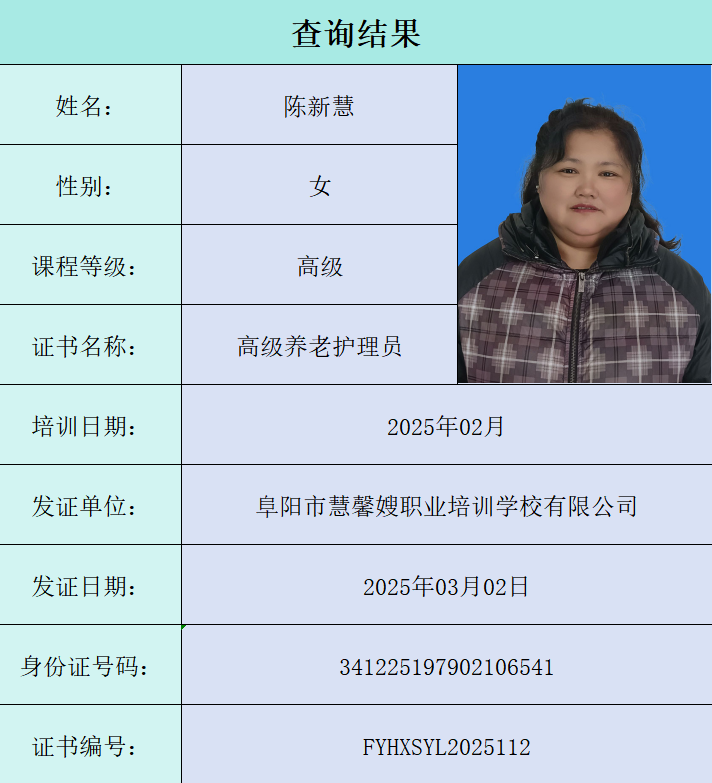 查询结果
姓名： 陈新慧
性别： 女
课程等级： 高级
证书名称： 高级养老护理员
培训日期： 2025年02月
发证单位： 阜阳市慧馨嫂职业培训学校有限公司
发证日期： 2025年03月02日
身份证号码： 341225197902106541
证书编号： FYHXSYL2025112